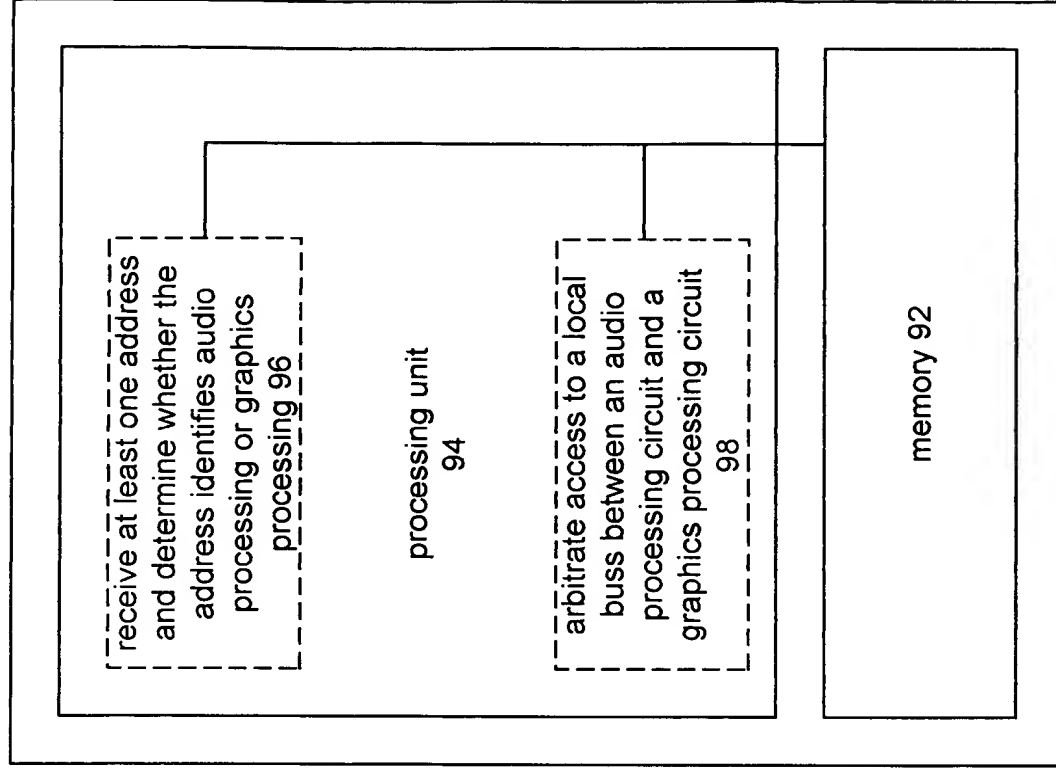 receive at least one address
and determine whether the
address identifies audio
processing or graphics
processing 96
processing unit
94
arbitrate access to a local
buss between an audio
processing circuit and a
graphics processing circuit
98
memory 92